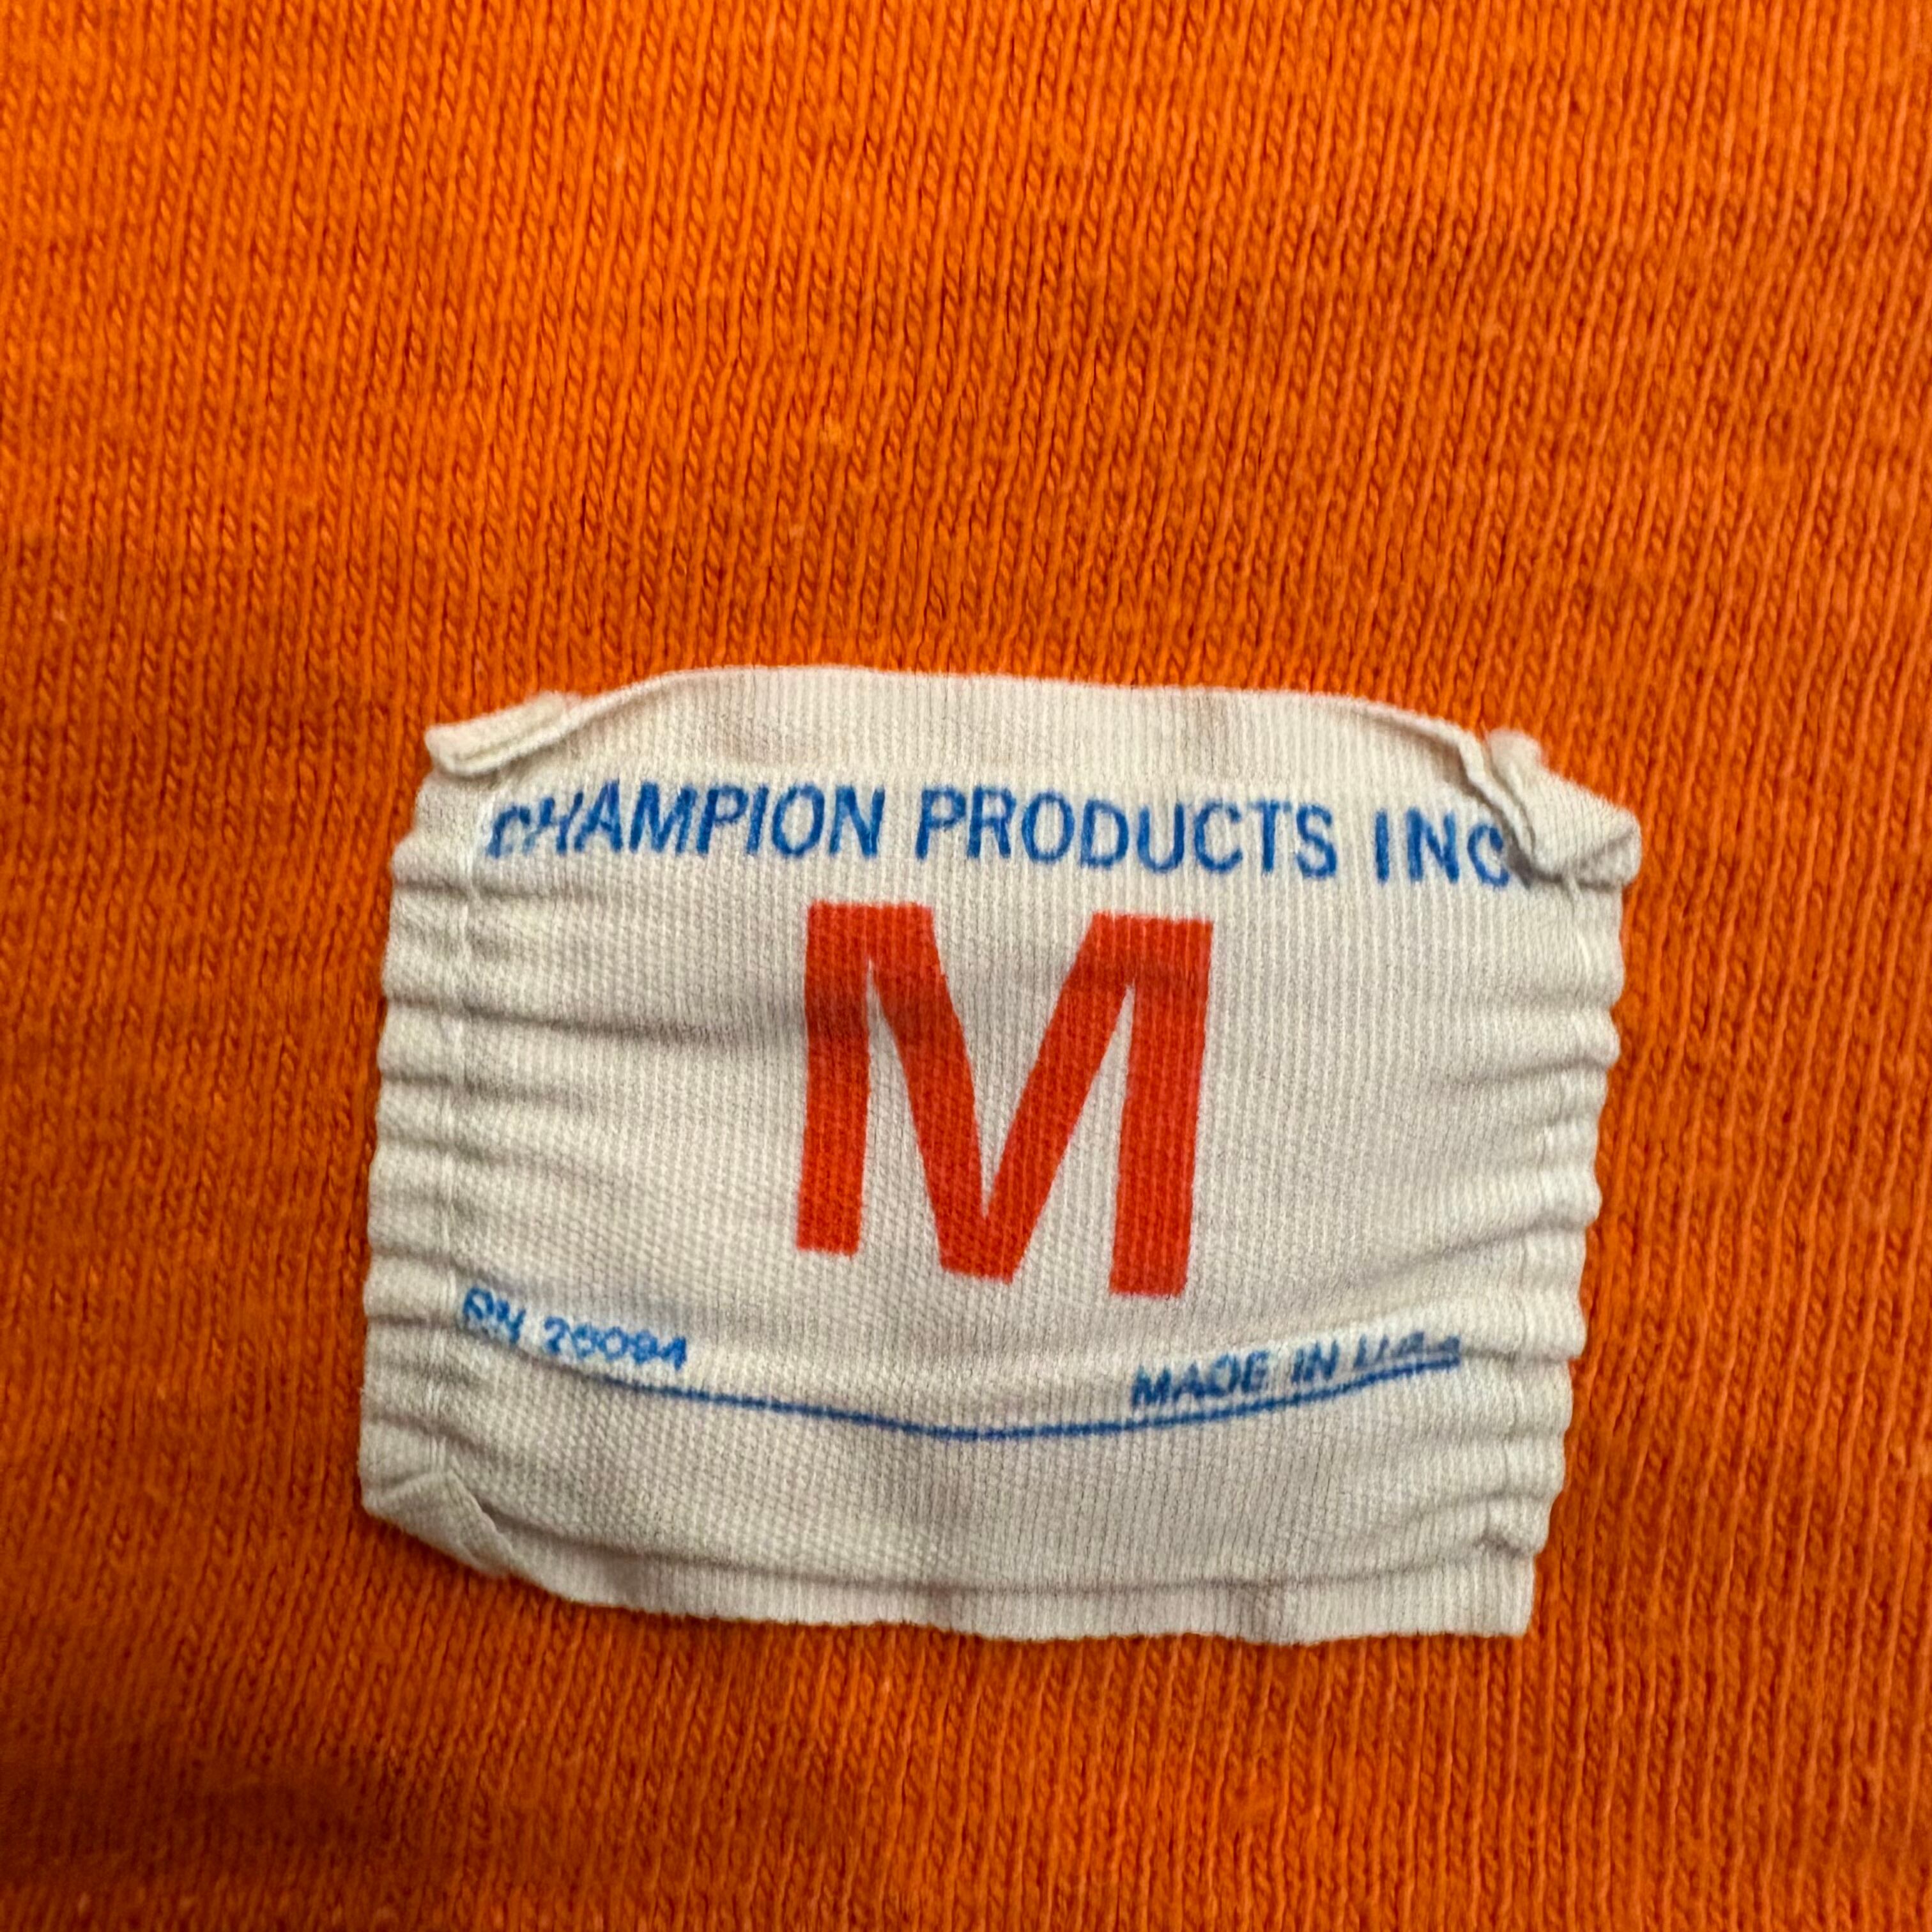 CHAMPION PRODUCTS INC.
M
RN 26094
MADE IN U.S.A